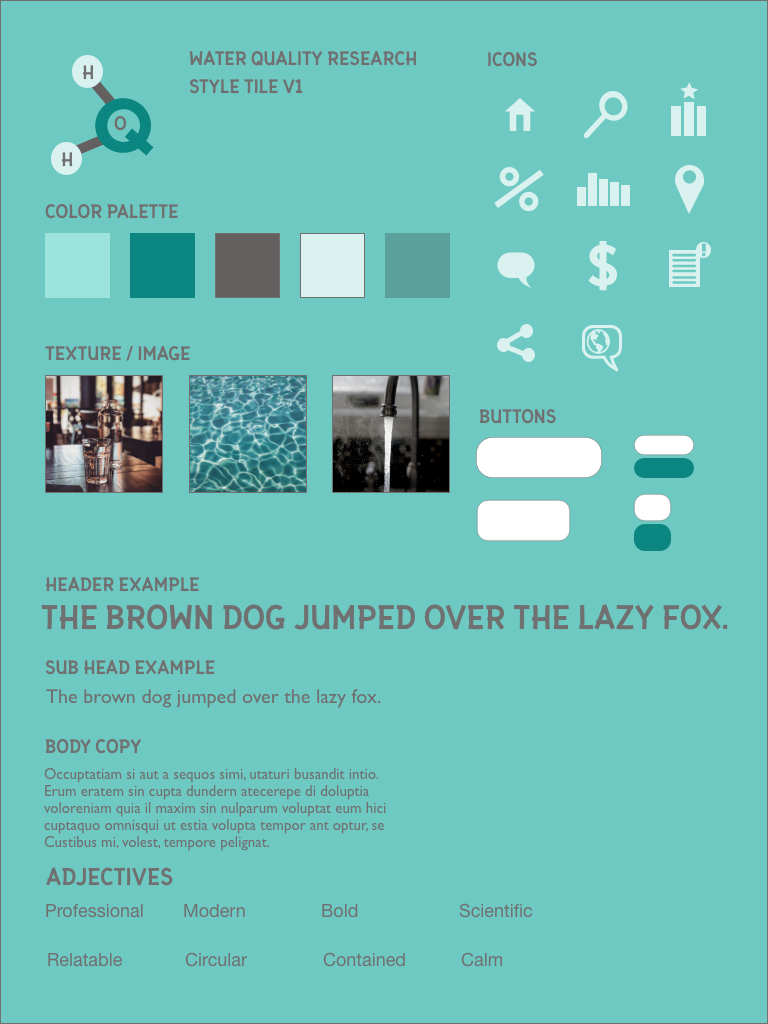 H
O
Q
H
WATER QUALITY RESEARCH
STYLE TILE V1
ICONS
%
$
!
COLOR PALETTE
TEXTURE / IMAGE
BUTTONS
HEADER EXAMPLE
THE BROWN DOG JUMPED OVER THE LAZY FOX.
SUB HEAD EXAMPLE
The brown dog jumped over the lazy fox.
BODY COPY
Occuptatiam si aut a sequos simi, utaturi busandit intio.
Erum eratem sin cupta dundern atecerepe di doluptia
voloreniam quia il maxim sin nulparum voluptat eum hici
cuptaquo omnisqui ut estia volupta tempor ant optur, se
Custibus mi, volest, tempore pelignat.
ADJECTIVES
Professional Modern Bold Scientific
Relatable Circular Contained Calm